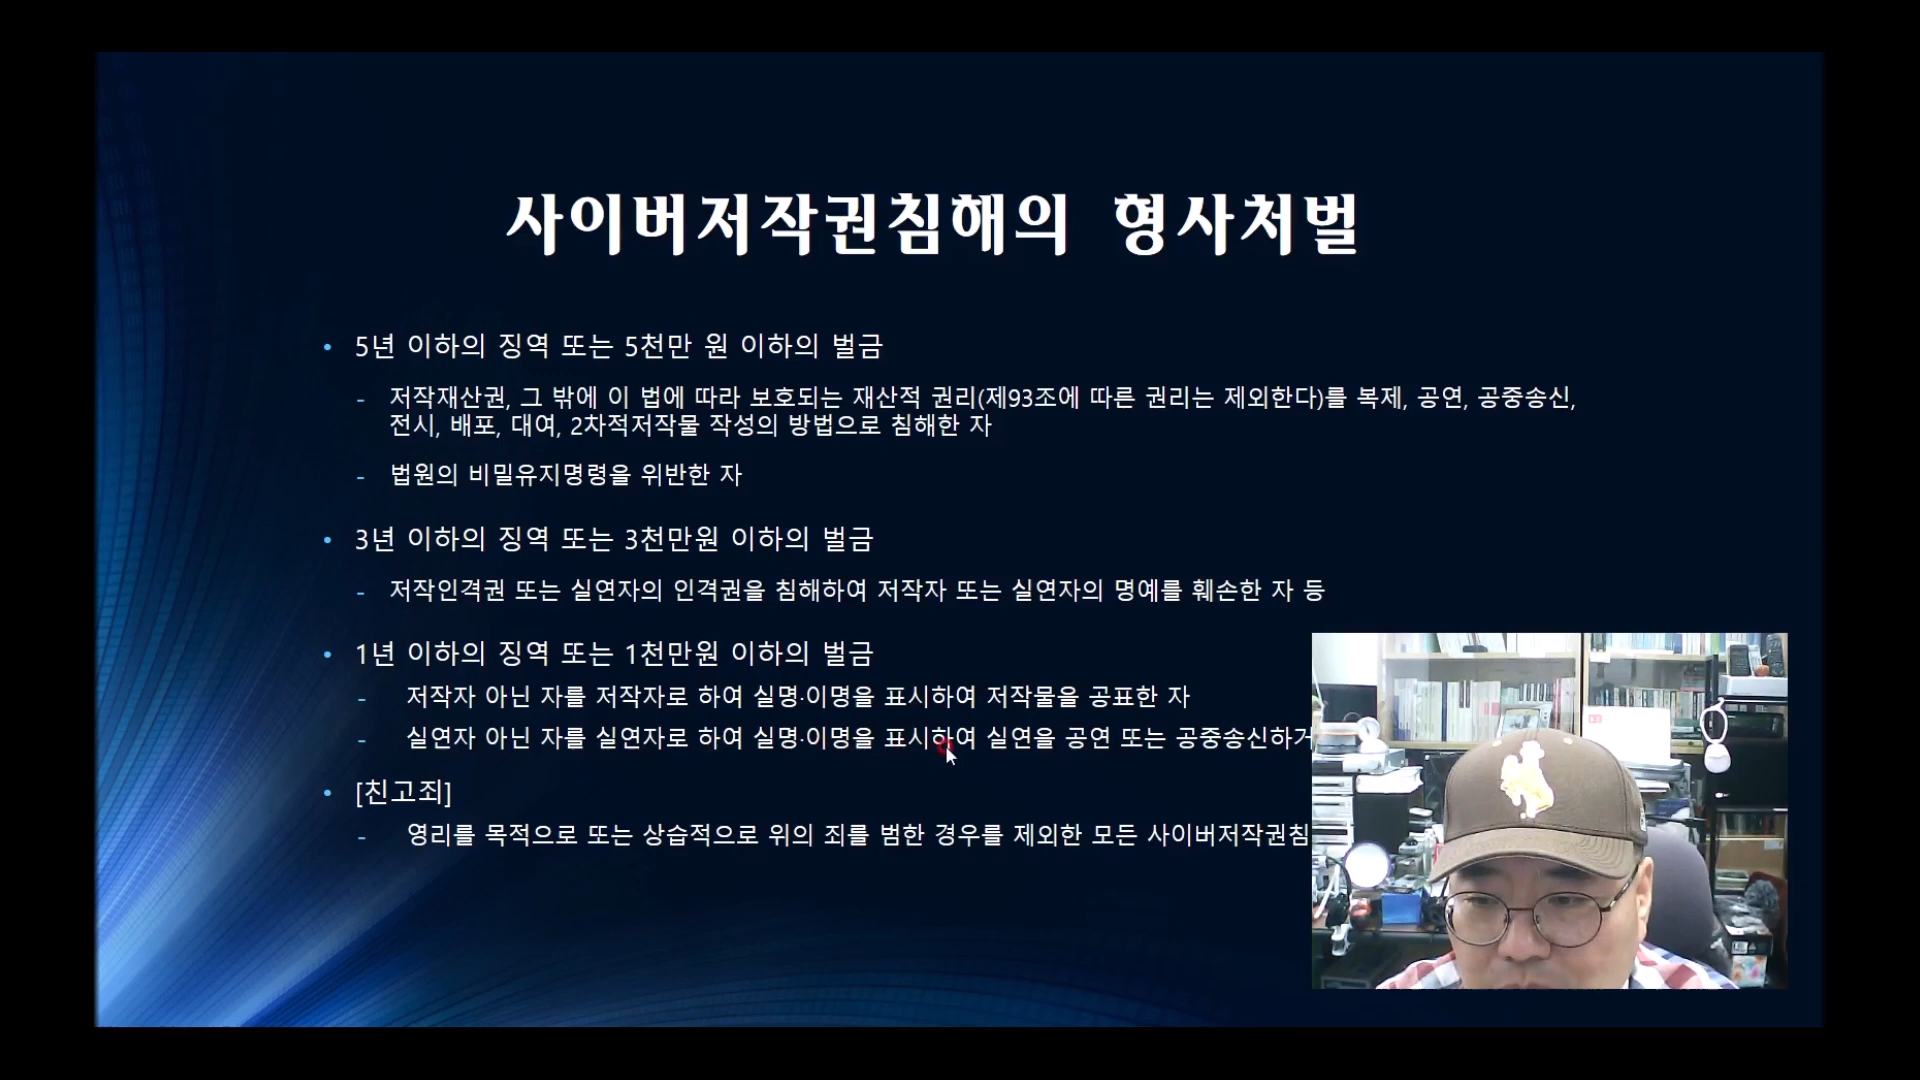 사이버저작권침해의 형사처벌
• 5년 이하의 징역 또는 5천만 원 이하의 벌금
- 저작재산권, 그 밖에 이 법에 따라 보호되는 재산적 권리(제93조에 따른 권리는 제외한다)를 복제, 공연, 공중송신,
전시, 배포, 대여, 2차적저작물 작성의 방법으로 침해한 자
- 법원의 비밀유지명령을 위반한 자
• 3년 이하의 징역 또는 3천만원 이하의 벌금
- 저작인격권 또는 실연자의 인격권을 침해하여 저작자 또는 실연자의 명예를 훼손한 자 등
• 1년 이하의 징역 또는 1천만원 이하의 벌금
- 저작자 아닌 자를 저작자로 하여 실명·이명을 표시하여 저작물을 공표한 자
- 실연자 아닌 자를 실연자로 하여 실명·이명을 표시하여 실연을 공연 또는 공중송신하거
• [친고죄]
- 영리를 목적으로 또는 상습적으로 위의 죄를 범한 경우를 제외한 모든 사이버저작권침